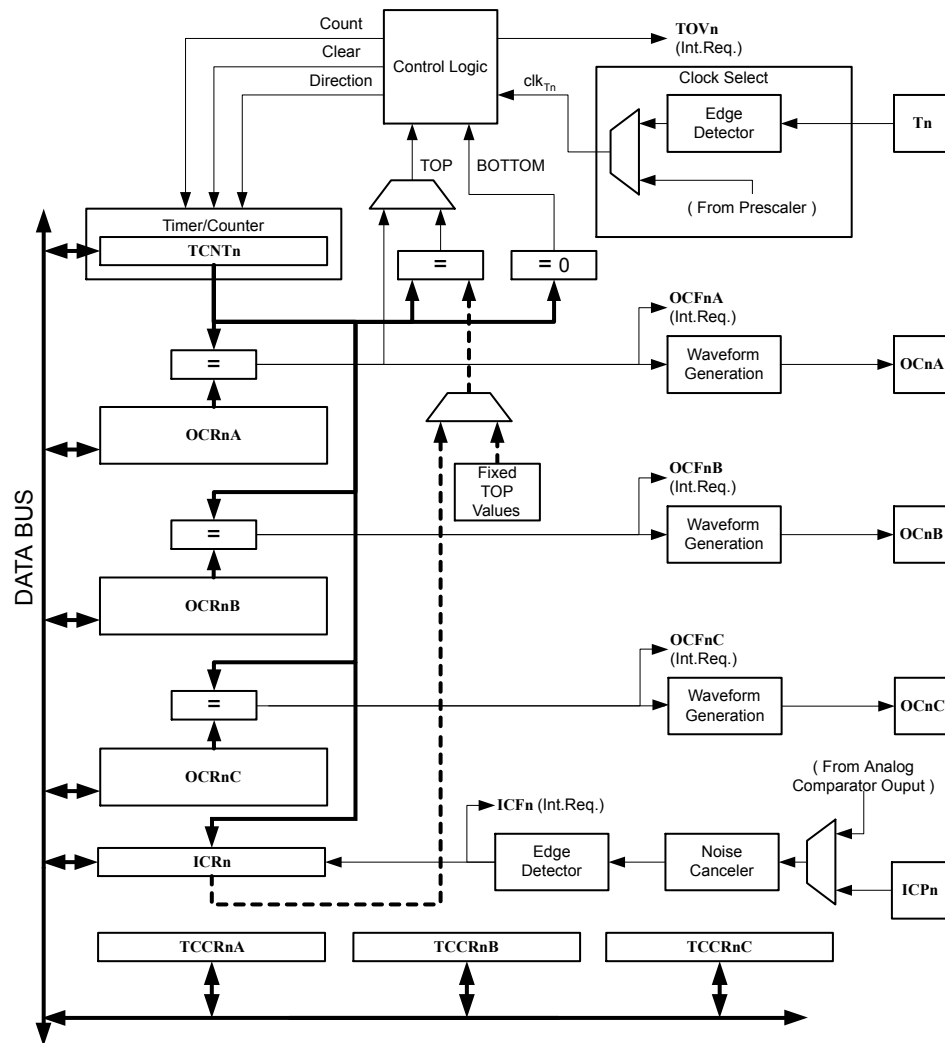 Count
Clear
Direction
Control Logic
TOVn
(Int.Req.)
clkTn
Clock Select
Edge
Detector
Tn
( From Prescaler )
TOP
BOTTOM
Timer/Counter
TCNTn
=
= 0
OCFnA
(Int.Req.)
=
Waveform
Generation
OCnA
OCRnA
Fixed
TOP
Values
OCFnB
(Int.Req.)
=
Waveform
Generation
OCnB
DATA BUS
OCRnB
OCFnC
(Int.Req.)
=
Waveform
Generation
OCnC
OCRnC
( From Analog
Comparator Ouput )
ICFn (Int.Req.)
ICRn
Edge
Detector
Noise
Canceler
ICPn
TCCRnA
TCCRnB
TCCRnC